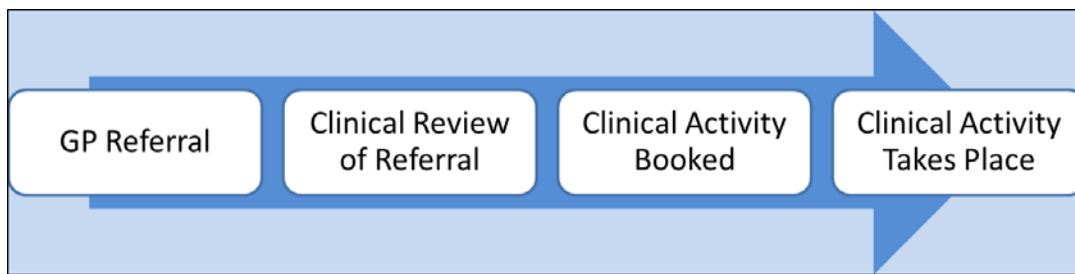 GP Referral
Clinical Review
of Referral
Clinical Activity
Booked
Clinical Activity
Takes Place